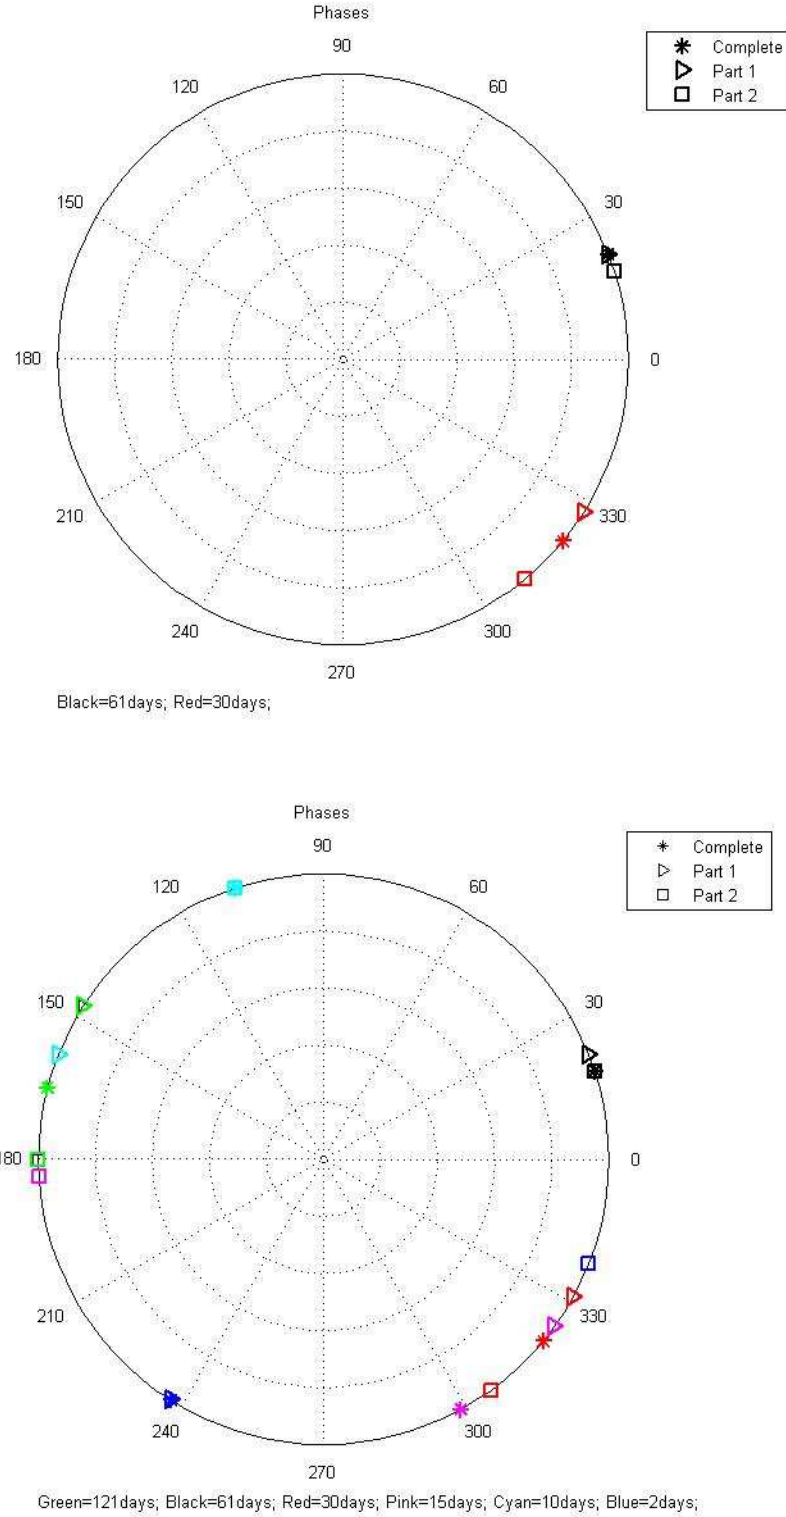 Phases
90
Complete
Part 1
Part 2
120
60
150
30
180
0
210
330
240
300
270
Black=61days; Red=30days;
Phases
90
Complete
Part 1
Part 2
120
60
150
30
180
0
210
330
240
300
270
Green=121days; Black=61days; Red=30days; Pink=15days; Cyan=10days; Blue=2days;